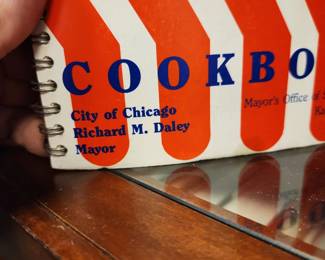 COOKBO
City of Chicago
Richard M. Daley
Mayor
Mayor's Office of